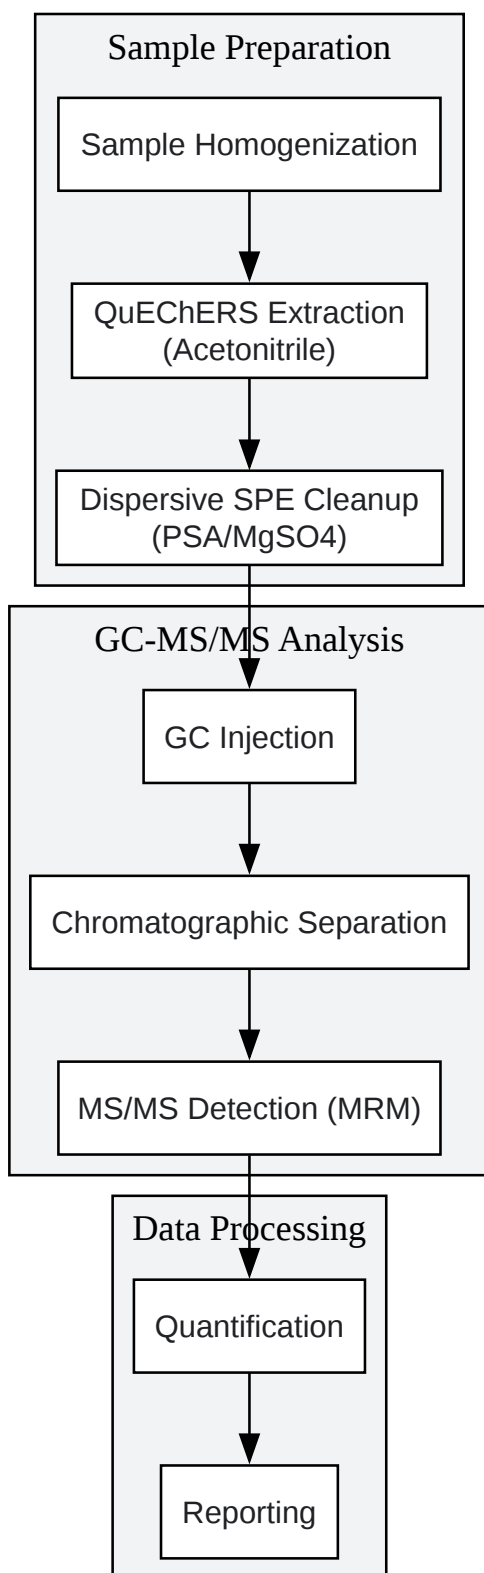 Sample Preparation
Sample Homogenization
QuEChERS Extraction
(Acetonitrile)
Dispersive SPE Cleanup
(PSA/MgSO4)
GC-MS/MS Analysis
GC Injection
Chromatographic Separation
MS/MS Detection (MRM)
Data Processing
Quantification
Reporting